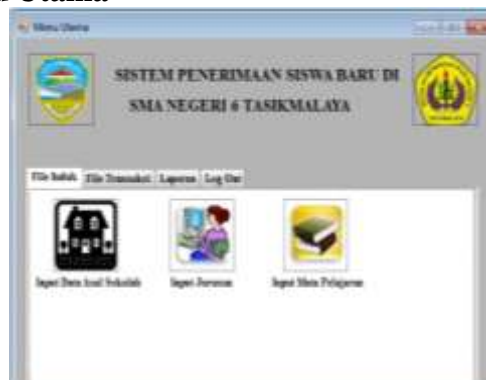 Utama
Menu Utama
SISTEM PENERIMAAN SISWA BARU DI
SMA NEGERI 6 TASIKMALAYA
File Induk File Transaksi Laporan Log Out
Input Data Asal Sekolah Input Jurusan Input Mata Pelajaran